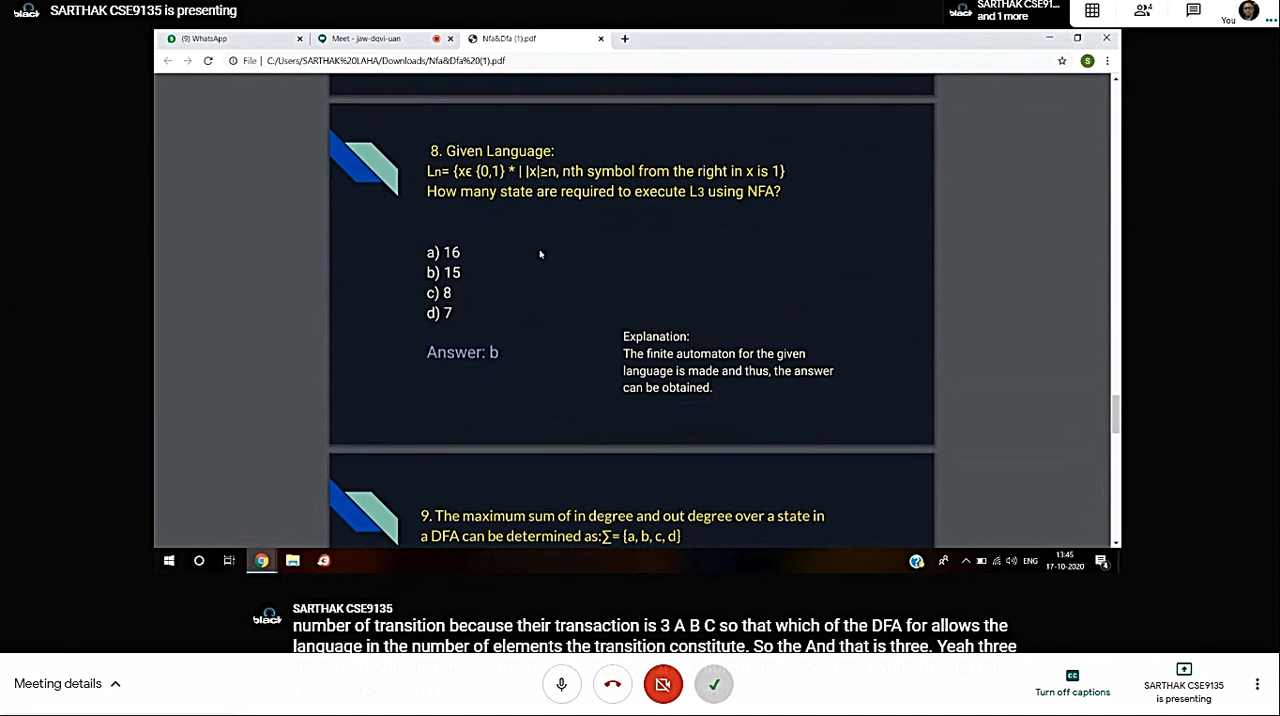 SARTHAK CSE9135 is presenting
SARTHAK CSE91...
and 1 more
4
You
(9) WhatsApp
Meet - jaw-dqvi-uan
Nfa&Dfa (1).pdf
File | C:/Users/SARTHAK%20LAHA/Downloads/Nfa&Dfa%20(1).pdf
S
8. Given Language:
Ln= {xϵ {0,1} * | |x|≥n, nth symbol from the right in x is 1}
How many state are required to execute L3 using NFA?
a) 16
b) 15
c) 8
d) 7
Answer: b
Explanation:
The finite automaton for the given
language is made and thus, the answer
can be obtained.
9. The maximum sum of in degree and out degree over a state in
a DFA can be determined as:∑= {a, b, c, d}
ENG
13:45
17-10-2020
black
SARTHAK CSE9135
number of transition because their transaction is 3 A B C so that which of the DFA for allows the
language in the number of elements the transition constitute. So the And that is three. Yeah three
Meeting details
CC
Turn off captions
SARTHAK CSE9135
is presenting